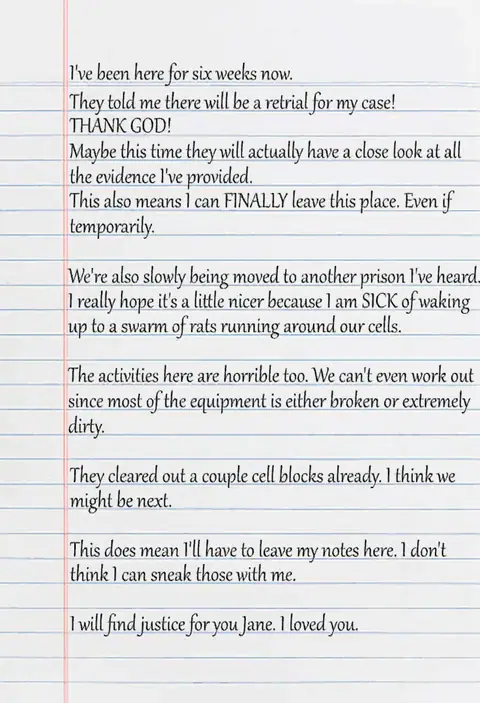 I've been here for six weeks now.
They told me there will be a retrial for my case!
THANK GOD!
Maybe this time they will actually have a close look at all
the evidence I've provided.
This also means I can FINALLY leave this place. Even if
temporarily.
We're also slowly being moved to another prison I've heard.
I really hope it's a little nicer because I am SICK of waking
up to a swarm of rats running around our cells.
The activities here are horrible too. We can't even work out
since most of the equipment is either broken or extremely
dirty.
They cleared out a couple cell blocks already. I think we
might be next.
This does mean I'll have to leave my notes here. I don't
think I can sneak those with me.
I will find justice for you Jane. I loved you.